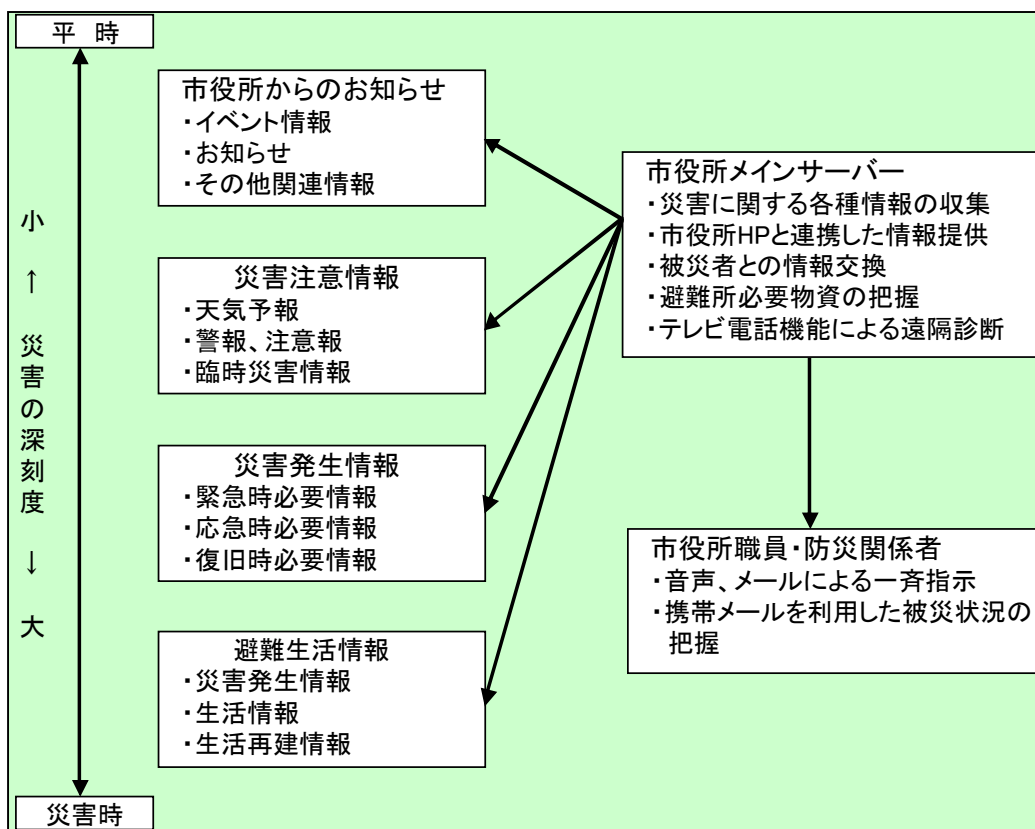 平 時
市役所からのお知らせ
・イベント情報
・お知らせ
・その他関連情報
災害注意情報
・天気予報
・警報、注意報
・臨時災害情報
災害発生情報
・緊急時必要情報
・応急時必要情報
・復旧時必要情報
避難生活情報
・災害発生情報
・生活情報
・生活再建情報
市役所メインサーバー
・災害に関する各種情報の収集
・市役所HPと連携した情報提供
・被災者との情報交換
・避難所必要物資の把握
・テレビ電話機能による遠隔診断
市役所職員・防災関係者
・音声、メールによる一斉指示
・携帯メールを利用した被災状況の
把握
小 ↑ 災害の深刻度 ↓ 大
災害時